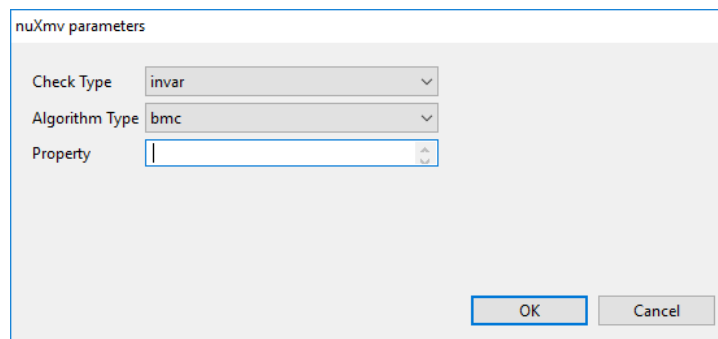 nuXmv parameters
Check Type invar
Algorithm Type bmc
Property
OK Cancel